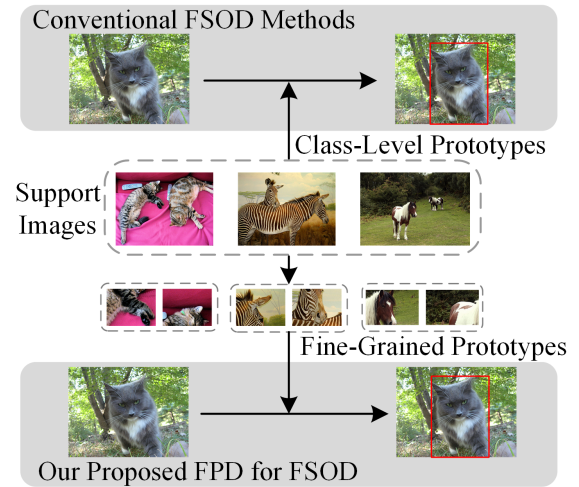 Conventional FSOD Methods
Class-Level Prototypes
Support
Images
Fine-Grained Prototypes
Our Proposed FPD for FSOD